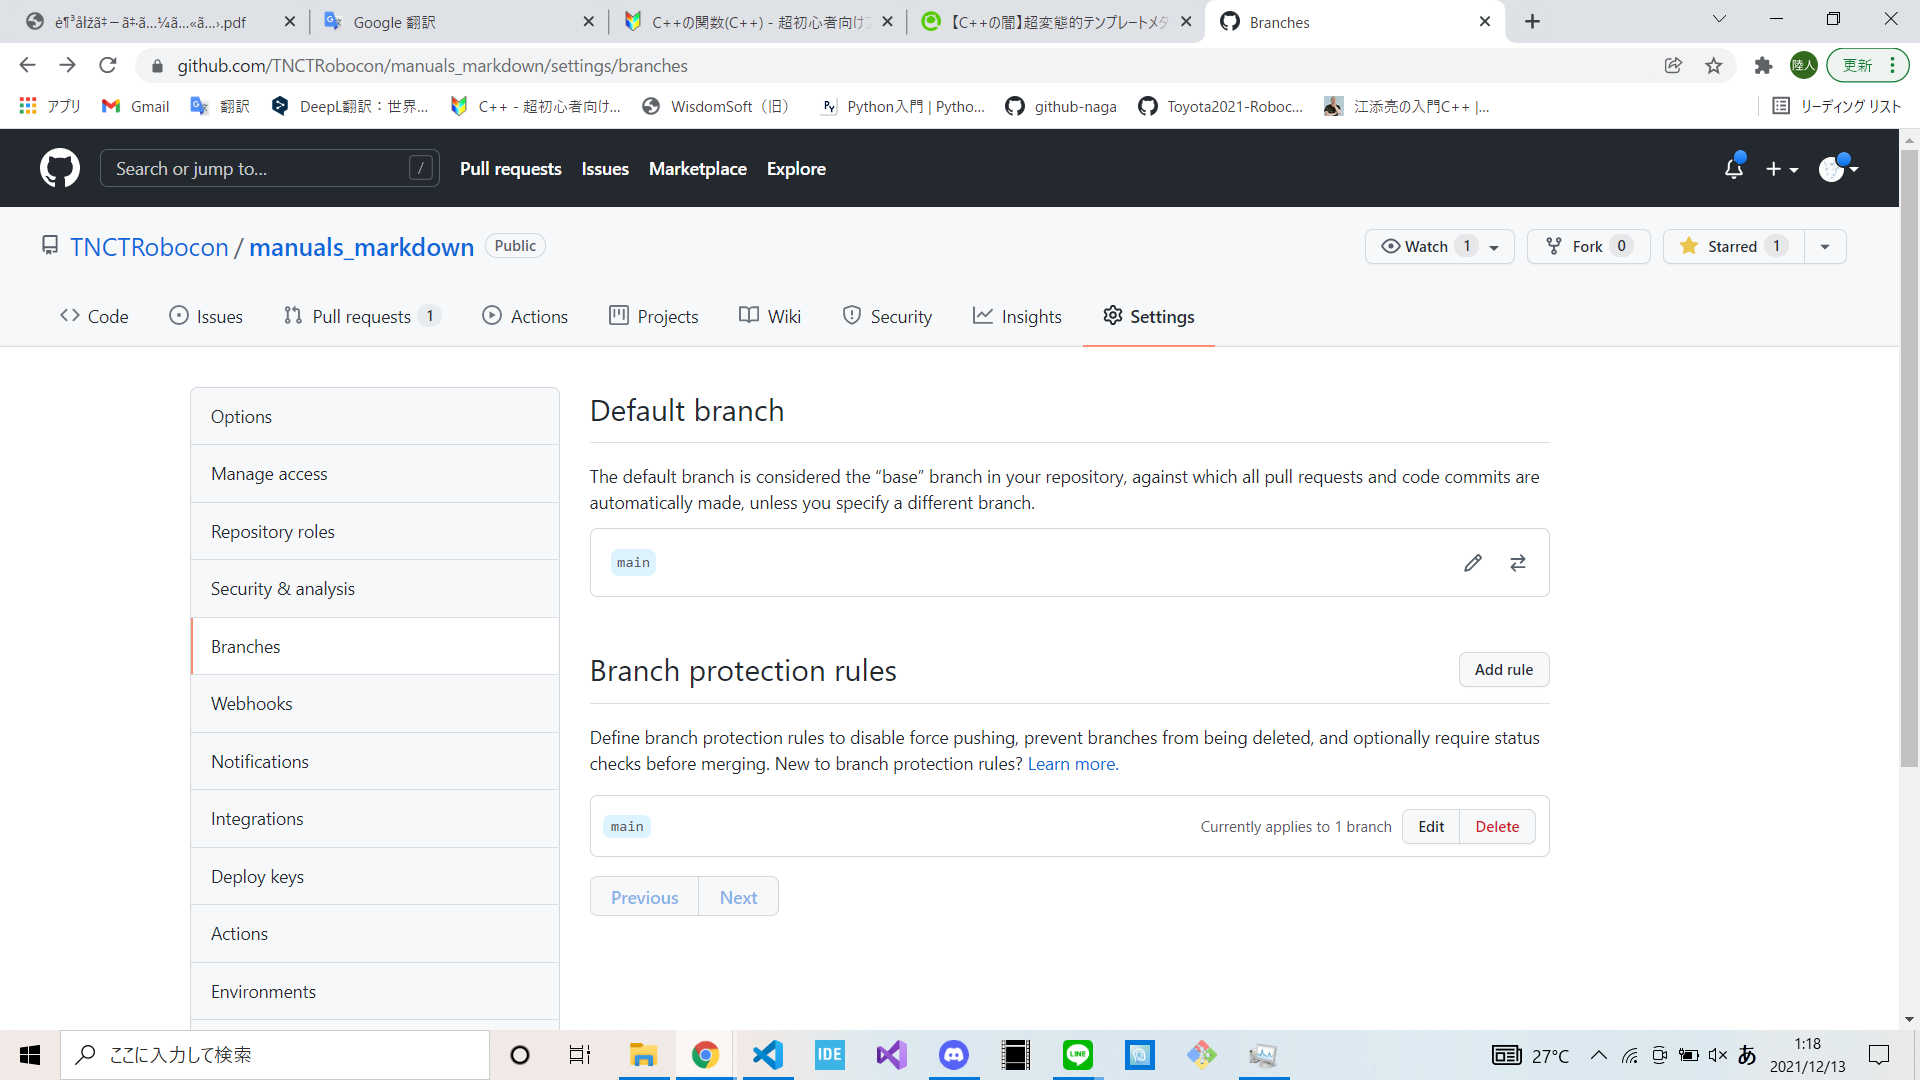 è¶³åŽã‡—ã‡·ã…¼ã…«ã…›.pdf
Google 翻訳
C++の関数(C++) - 超初心者向け
【C++の闇】超変態的テンプレートメタ
Branches
github.com/TNCTRobocon/manuals_markdown/settings/branches
陸人
更新
アプリ
Gmail
翻訳
DeepL翻訳：世界...
C++ - 超初心者向け...
WisdomSoft（旧）
Python入門 | Pytho...
github-naga
Toyota2021-Roboc...
江添亮の入門C++ |...
リーディング リスト
Search or jump to...
/
Pull requests
Issues
Marketplace
Explore
TNCTRobocon / manuals_markdown
Public
Watch 1
Fork 0
Starred 1
Code
Issues
Pull requests 1
Actions
Projects
Wiki
Security
Insights
Settings
Options
Manage access
Repository roles
Security & analysis
Branches
Webhooks
Notifications
Integrations
Deploy keys
Actions
Environments
Default branch
The default branch is considered the “base” branch in your repository, against which all pull requests and code commits are
automatically made, unless you specify a different branch.
main
Branch protection rules
Add rule
Define branch protection rules to disable force pushing, prevent branches from being deleted, and optionally require status
checks before merging. New to branch protection rules? Learn more.
main
Currently applies to 1 branch
Edit
Delete
Previous
Next
ここに入力して検索
IDE
LINE
27°C
あ
1:18
2021/12/13